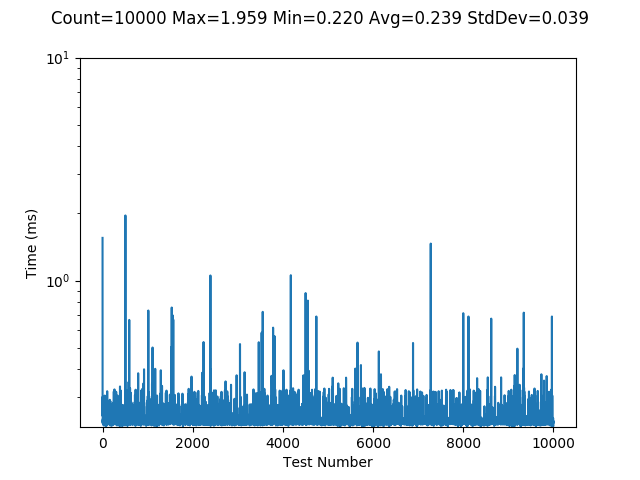 Count=10000 Max=1.959 Min=0.220 Avg=0.239 StdDev=0.039
10¹
Time (ms)
10⁰
0 2000 4000 6000 8000 10000
Test Number